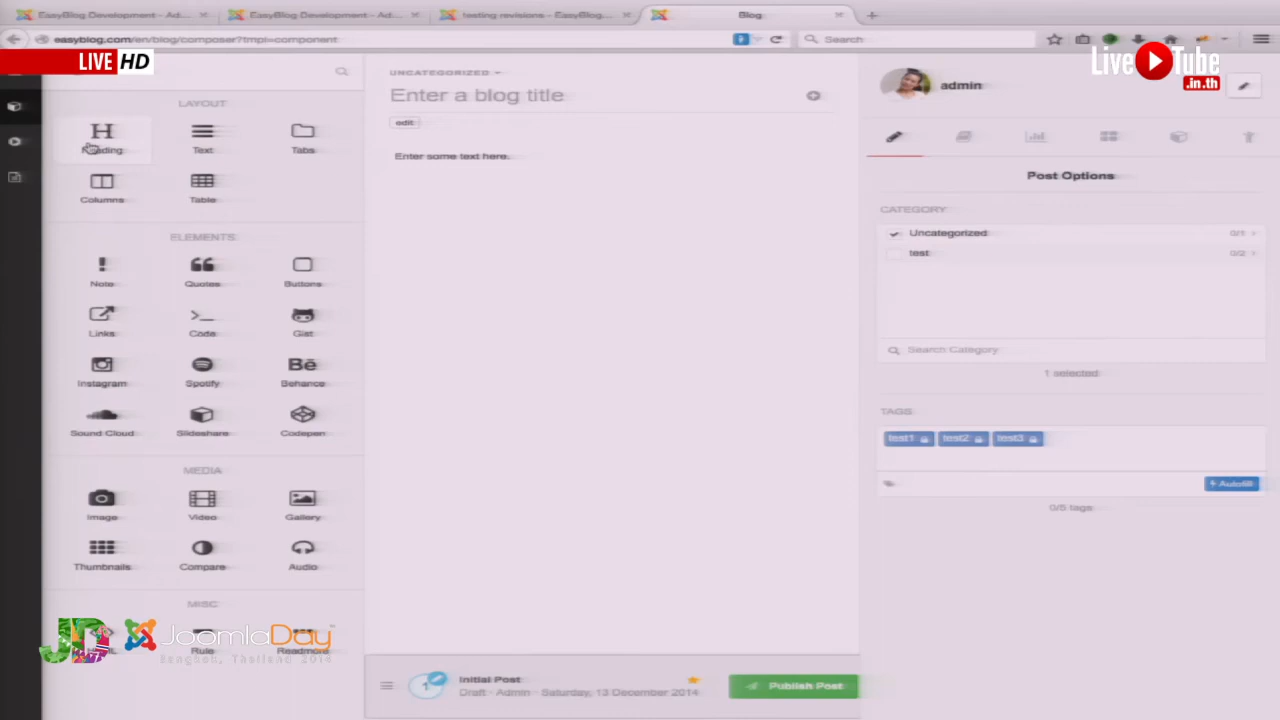 EasyBlog Development - Ad...
EasyBlog Development - Ad...
testing revisions - EasyBlog...
Blog
easyblog.com/en/blog/composer?tmpl=component
Search
LIVE HD
LiveTube
.in.th
LAYOUT
Heading
Text
Tabs
Columns
Table
ELEMENTS
Note
Quotes
Buttons
Links
Code
Gist
Instagram
Spotify
Behance
Sound Cloud
Slideshare
Codepen
MEDIA
Image
Video
Gallery
Thumbnails
Compare
Audio
MISC
Rule
Readmore
JD JoomlaDay
Bangkok, Thailand 2014
UNCATEGORIZED
Enter a blog title
edit
Enter some text here.
1
Initial Post
Draft - Admin - Saturday, 13 December 2014
Publish Post
admin
Post Options
CATEGORY
Uncategorized 0/1
test 0/2
Search Category
1 selected
TAGS
test1 test2 test3
Autofill
0/5 tags